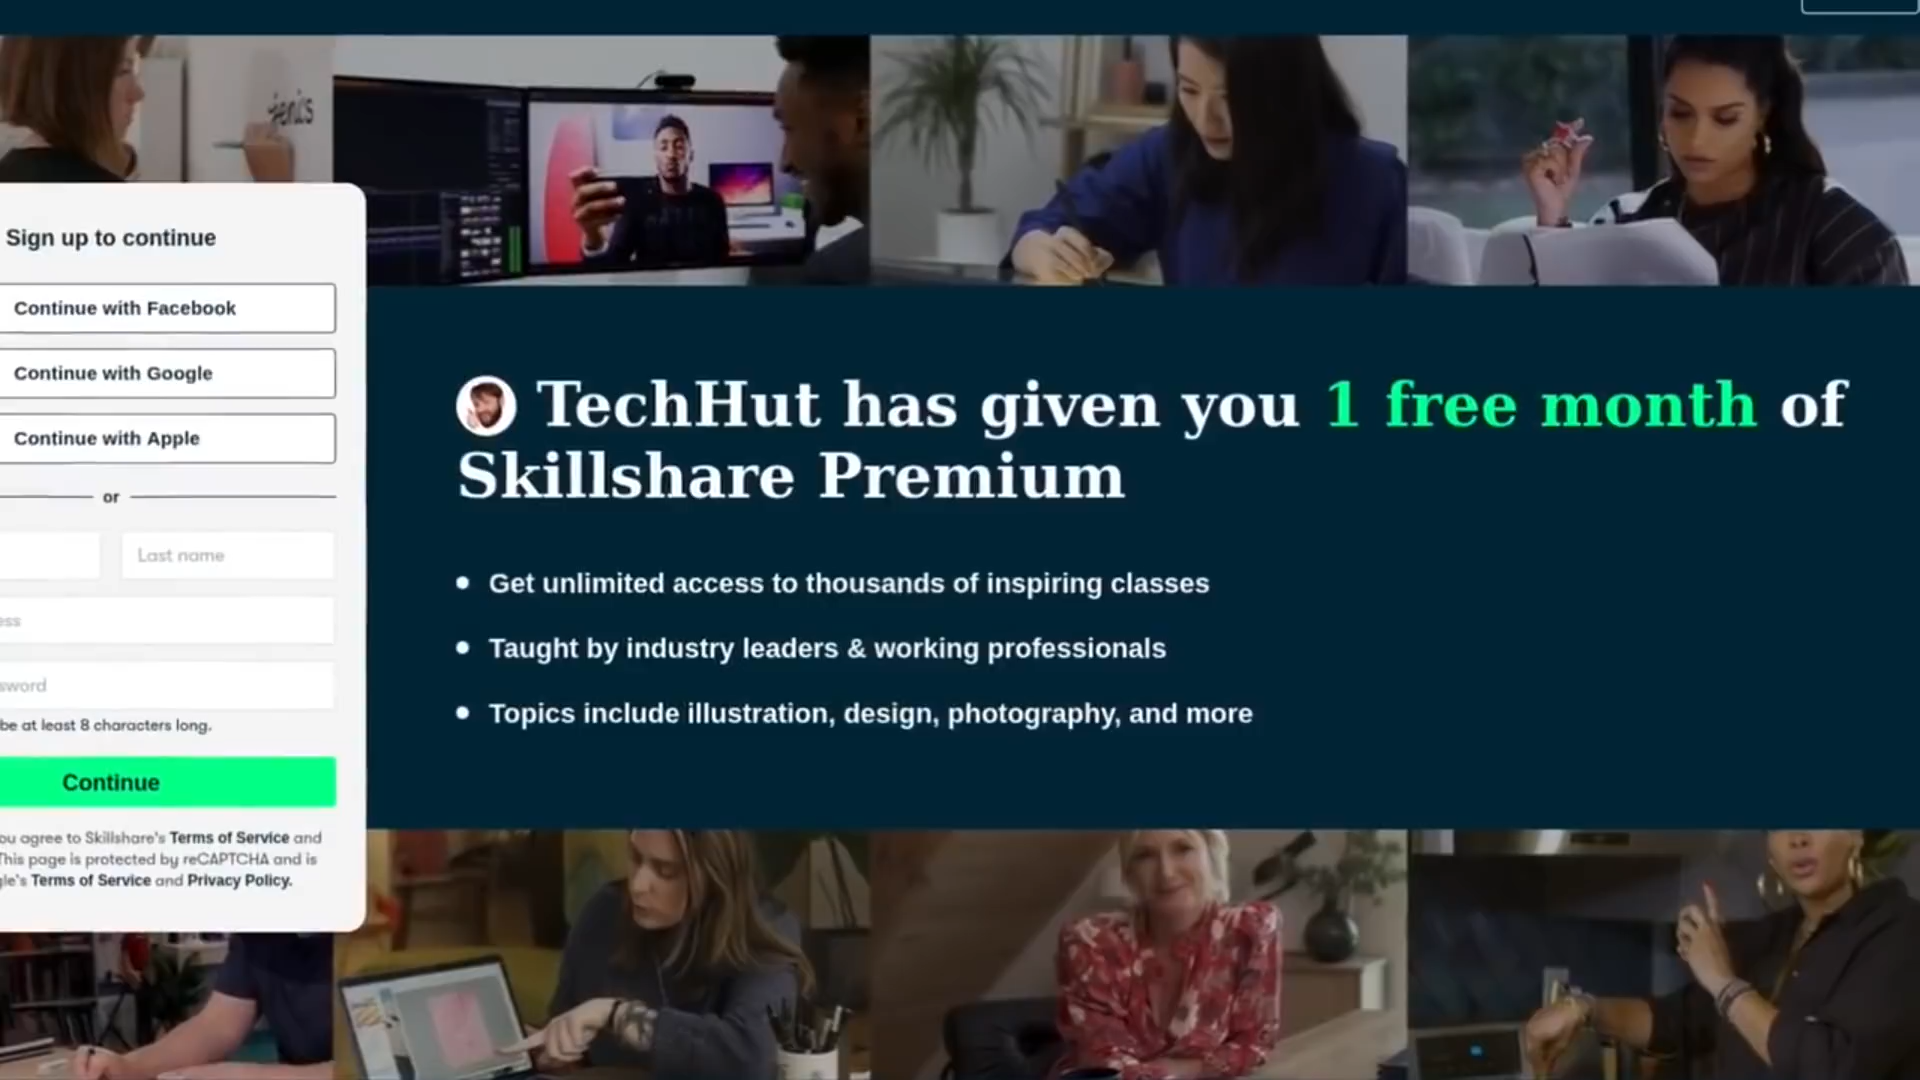 Sign up to continue
Continue with Facebook
Continue with Google
Continue with Apple
or
Last name
be at least 8 characters long.
Continue
agree to Skillshare's Terms of Service and
This page is protected by reCAPTCHA and is
Terms of Service and Privacy Policy.
TechHut has given you 1 free month of
Skillshare Premium
Get unlimited access to thousands of inspiring classes
Taught by industry leaders & working professionals
Topics include illustration, design, photography, and more